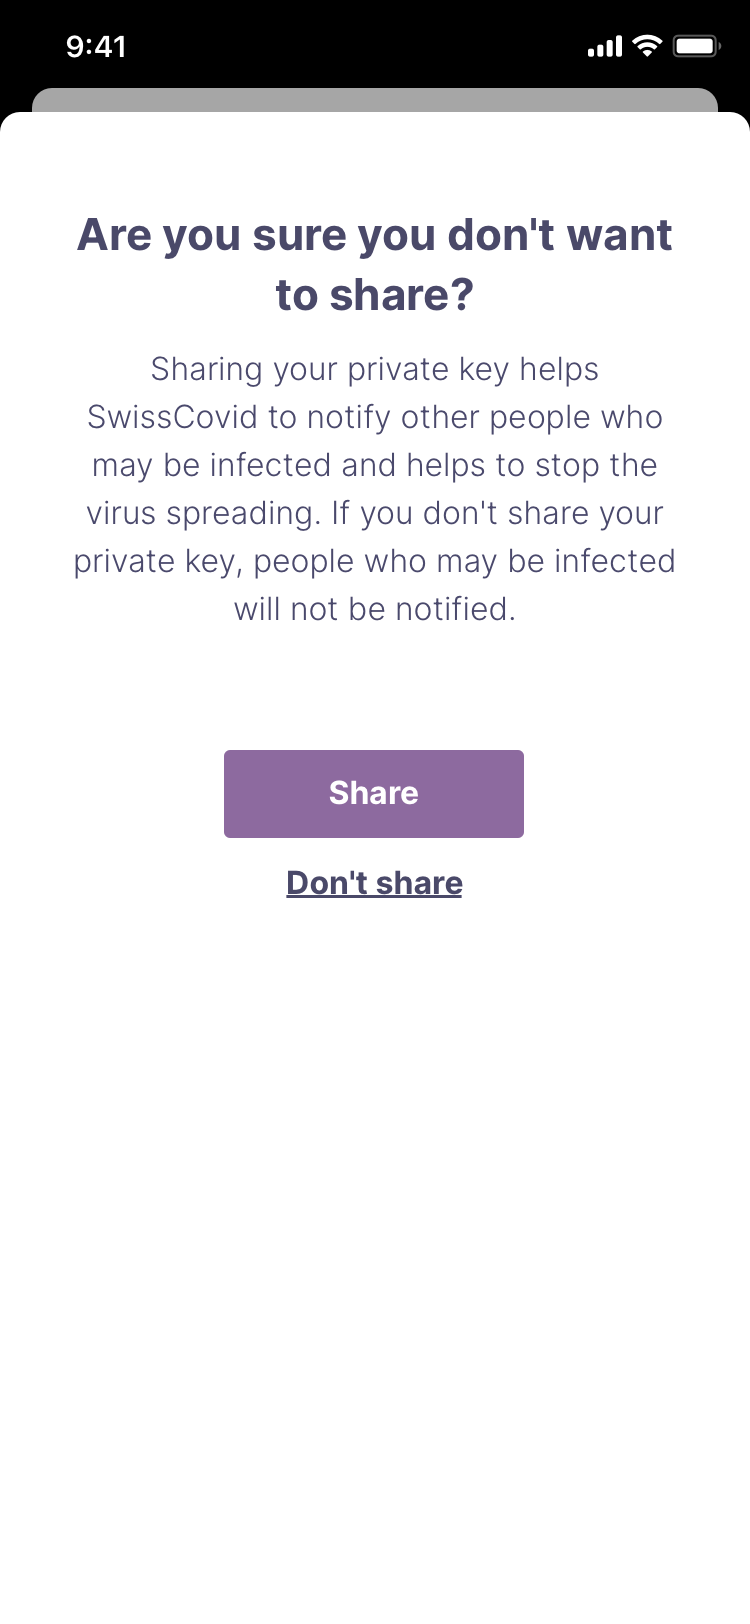 9:41
Are you sure you don't want
to share?
Sharing your private key helps
SwissCovid to notify other people who
may be infected and helps to stop the
virus spreading. If you don't share your
private key, people who may be infected
will not be notified.
Share
Don't share